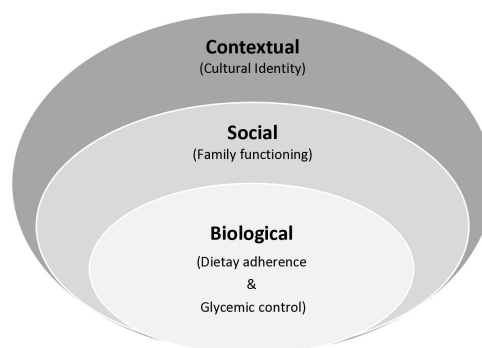 Contextual
(Cultural Identity)
Social
(Family functioning)
Biological
(Dietay adherence
&
Glycemic control)